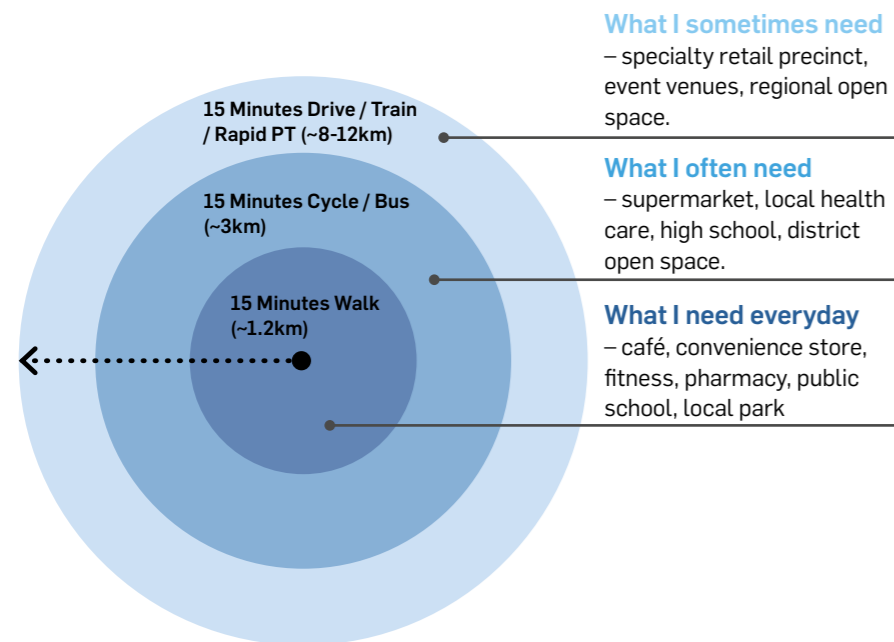 What I sometimes need
– specialty retail precinct,
event venues, regional open
space.
15 Minutes Drive / Train
/ Rapid PT (~8-12km)
What I often need
– supermarket, local health
care, high school, district
open space.
15 Minutes Cycle / Bus
(~3km)
What I need everyday
– café, convenience store,
fitness, pharmacy, public
school, local park
15 Minutes Walk
(~1.2km)